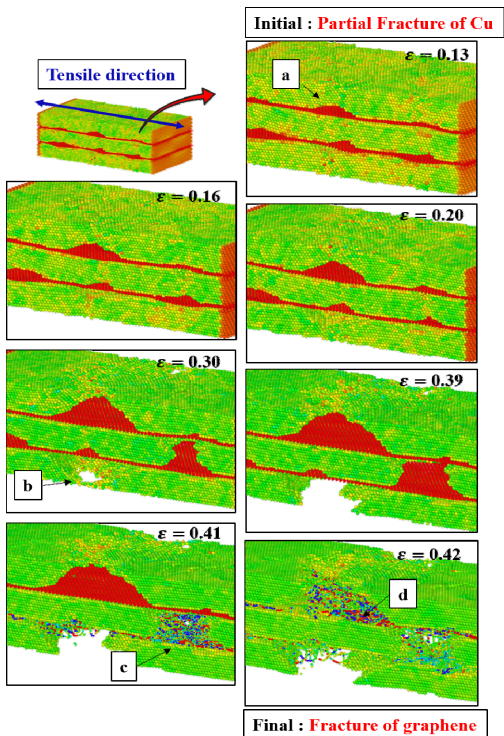 Initial : Partial Fracture of Cu
Tensile direction
ε = 0.13
a
ε = 0.16
ε = 0.20
ε = 0.30
b
ε = 0.39
ε = 0.41
c
ε = 0.42
d
Final : Fracture of graphene